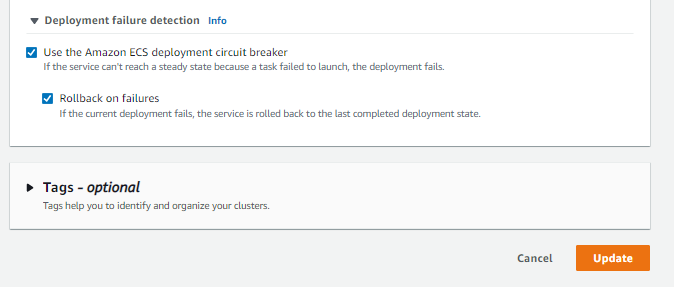 Deployment failure detection Info
Use the Amazon ECS deployment circuit breaker
If the service can't reach a steady state because a task failed to launch, the deployment fails.
Rollback on failures
If the current deployment fails, the service is rolled back to the last completed deployment state.
Tags - optional
Tags help you to identify and organize your clusters.
Cancel Update